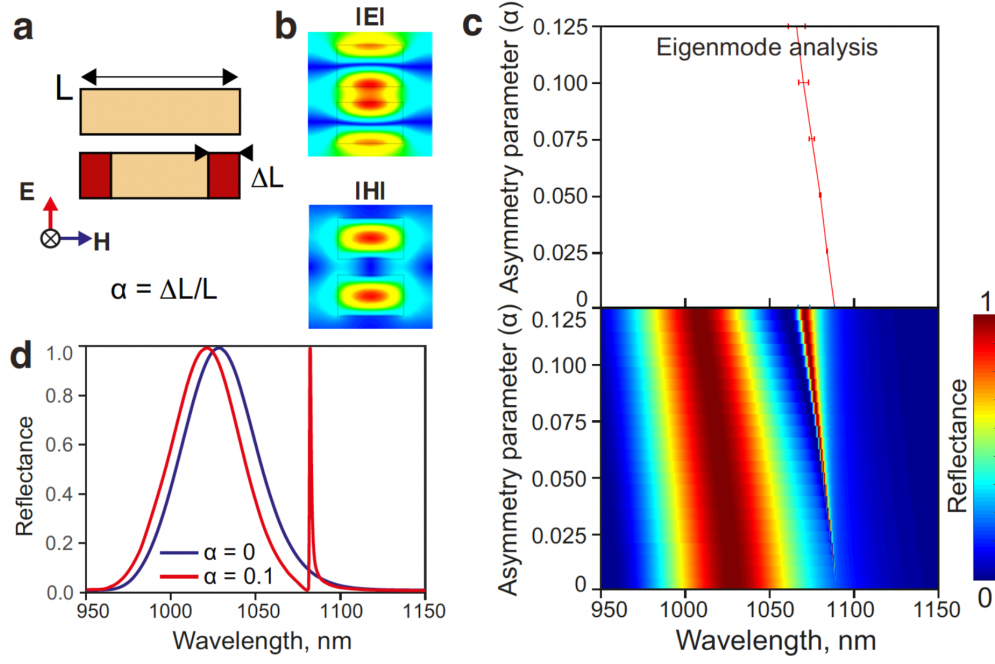 a
L
ΔL
E
H
α = ΔL/L
b
|E|
|H|
c
Eigenmode analysis
Asymmetry parameter (α)
0.125
0.100
0.075
0.050
0.025
0
Asymmetry parameter (α)
0.125
0.100
0.075
0.050
0.025
0
950 1000 1050 1100 1150
Wavelength, nm
1
Reflectance
0
d
Reflectance
1.0
0.8
0.6
0.4
0.2
0.0
α = 0
α = 0.1
950 1000 1050 1100 1150
Wavelength, nm